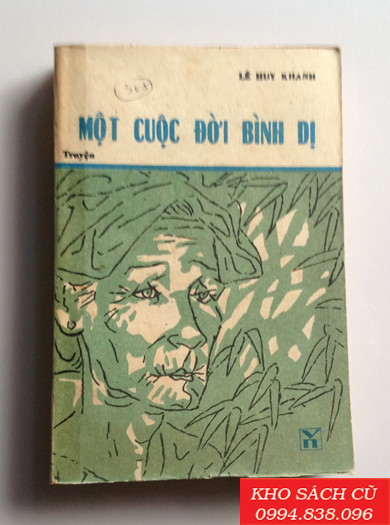 LÊ HUY KHANH
MỘT CUỘC ĐỜI BÌNH DỊ
Truyện
KHO SÁCH CŨ
0994.838.096